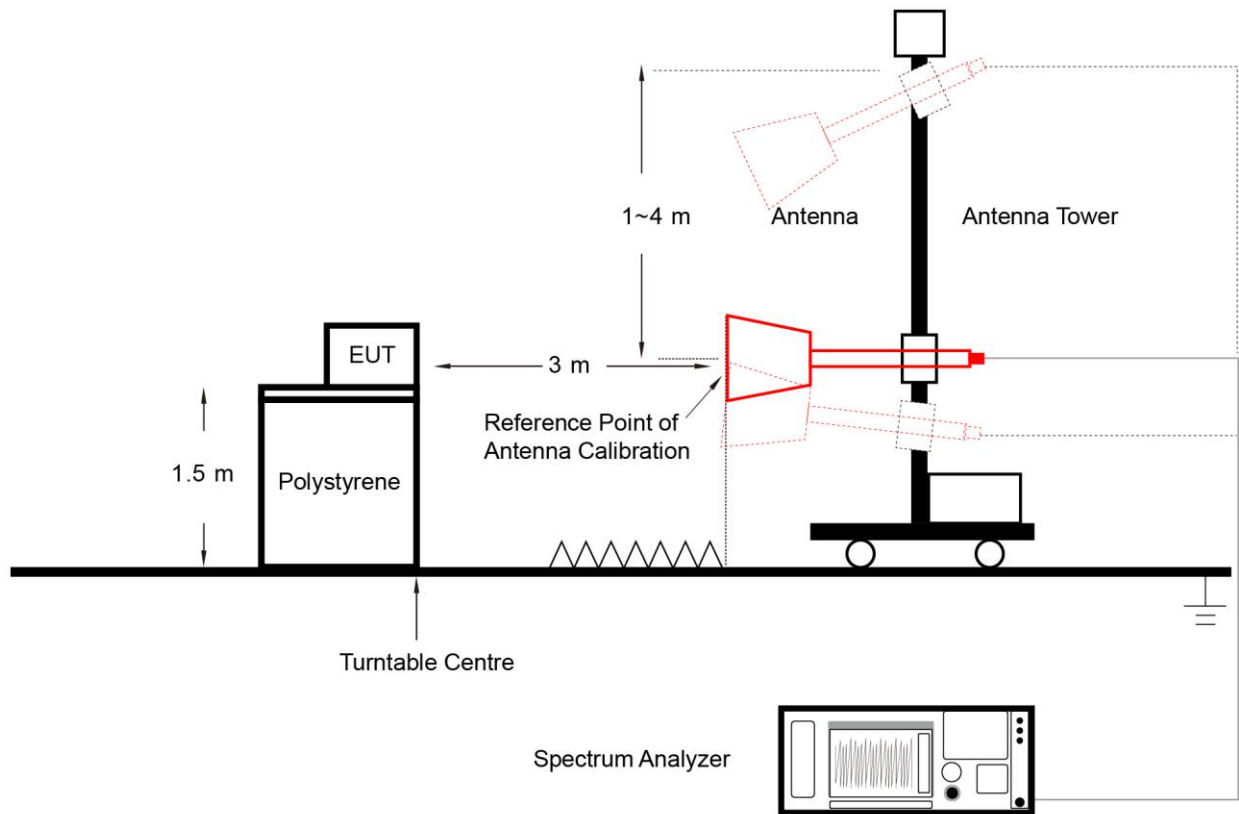 1~4 m
Antenna
Antenna Tower
EUT
3 m
Reference Point of
Antenna Calibration
1.5 m
Polystyrene
Turntable Centre
Spectrum Analyzer